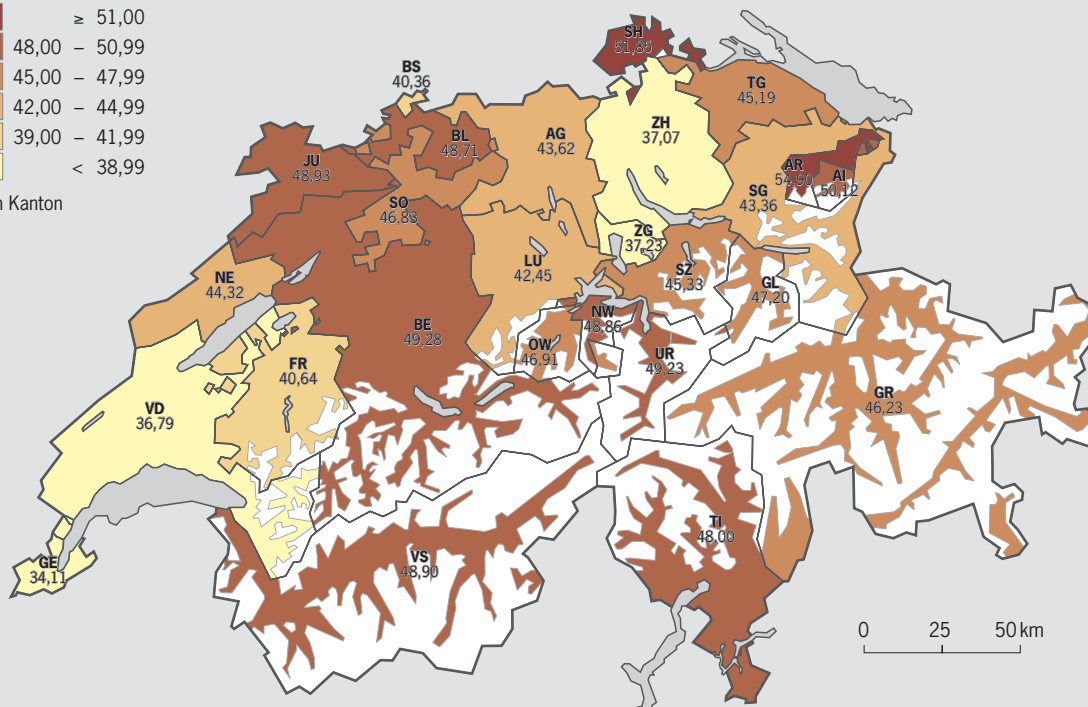 ≥ 51,00
48,00 – 50,99
45,00 – 47,99
42,00 – 44,99
39,00 – 41,99
< 38,99
Kanton
SH
51,85
BS
40,36
TG
45,19
ZH
37,07
BL
48,71
AG
43,62
JU
48,93
AR
54,90
AI
50,12
SG
43,36
SO
46,83
ZG
37,23
LU
42,45
SZ
45,33
NE
44,32
GL
47,20
NW
48,86
BE
49,28
OW
46,91
UR
49,23
FR
40,64
GR
46,23
VD
36,79
TI
48,00
VS
48,90
GE
34,11
0 25 50 km